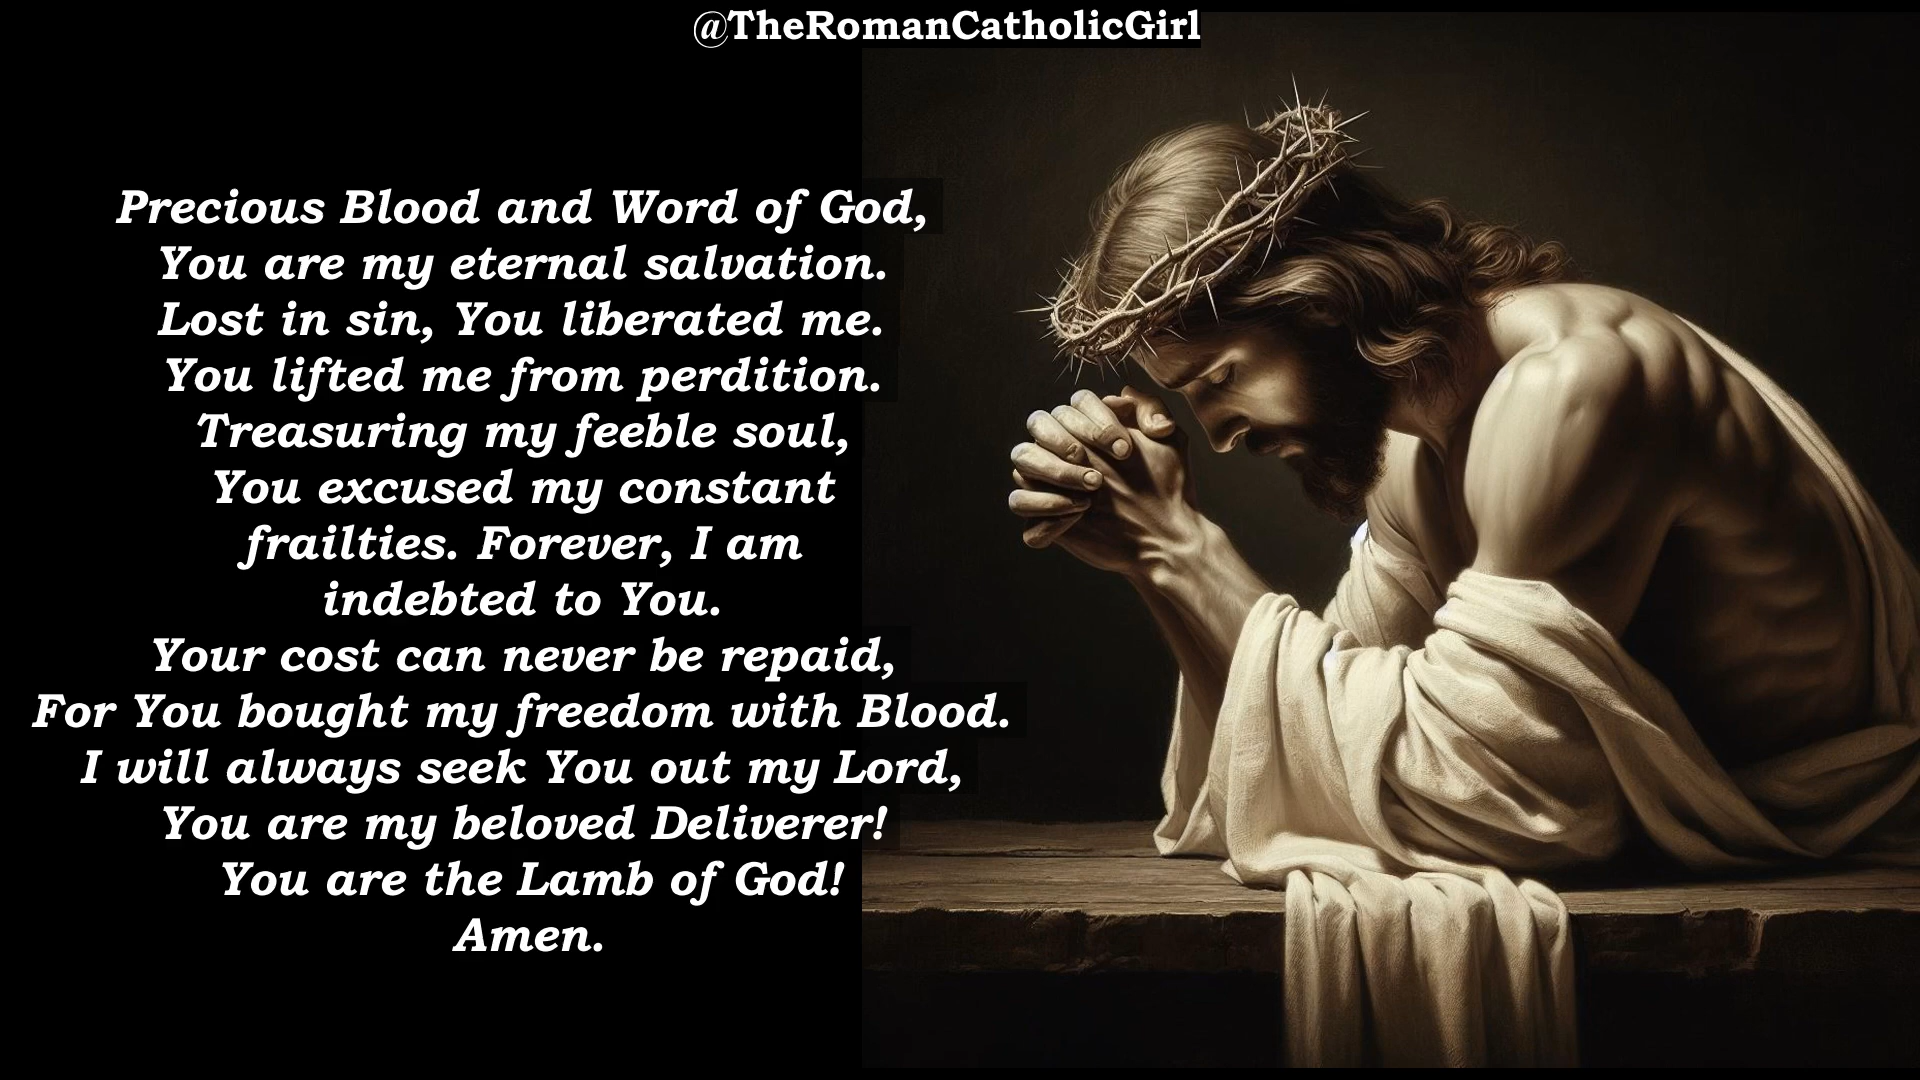 @TheRomanCatholicGirl
Precious Blood and Word of God,
You are my eternal salvation.
Lost in sin, You liberated me.
You lifted me from perdition.
Treasuring my feeble soul,
You excused my constant
frailties. Forever, I am
indebted to You.
Your cost can never be repaid,
For You bought my freedom with Blood.
I will always seek You out my Lord,
You are my beloved Deliverer!
You are the Lamb of God!
Amen.